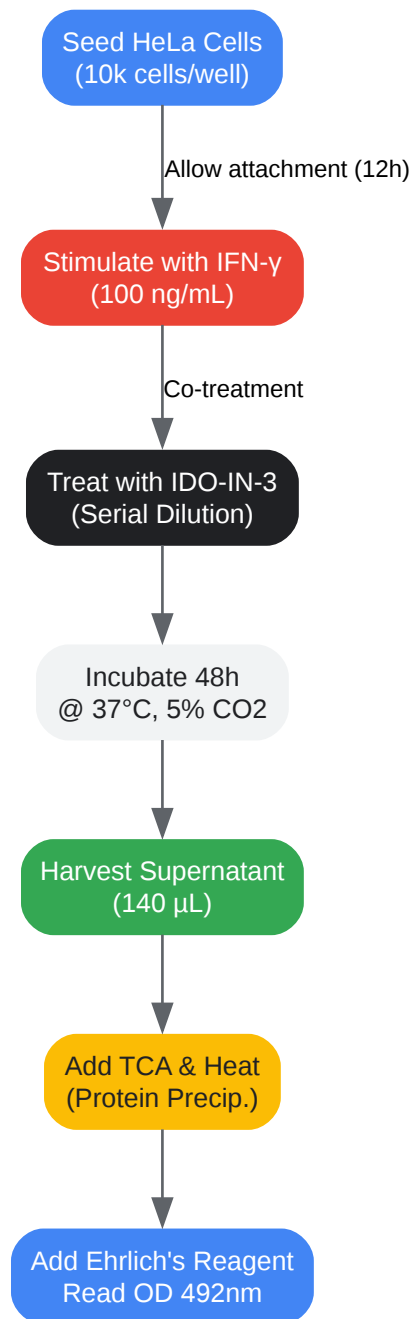 Seed HeLa Cells
(10k cells/well)
Allow attachment (12h)
Stimulate with IFN-γ
(100 ng/mL)
Co-treatment
Treat with IDO-IN-3
(Serial Dilution)
Incubate 48h
@ 37°C, 5% CO2
Harvest Supernatant
(140 µL)
Add TCA & Heat
(Protein Precip.)
Add Ehrlich's Reagent
Read OD 492nm